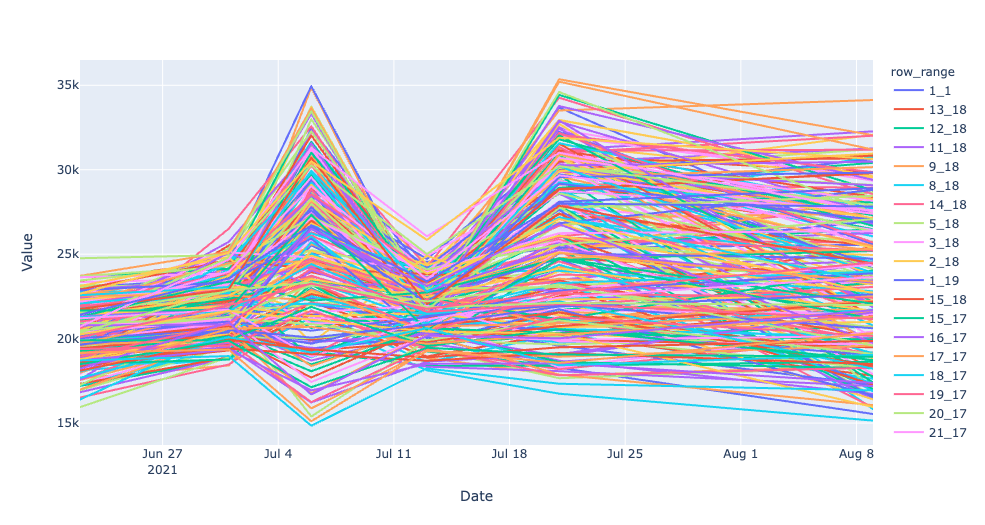 row_range
1_1
13_18
12_18
11_18
9_18
8_18
14_18
5_18
3_18
2_18
1_19
15_18
15_17
16_17
17_17
18_17
19_17
20_17
21_17
Value
35k
30k
25k
20k
15k
Jun 27
2021
Jul 4
Jul 11
Jul 18
Jul 25
Aug 1
Aug 8
Date